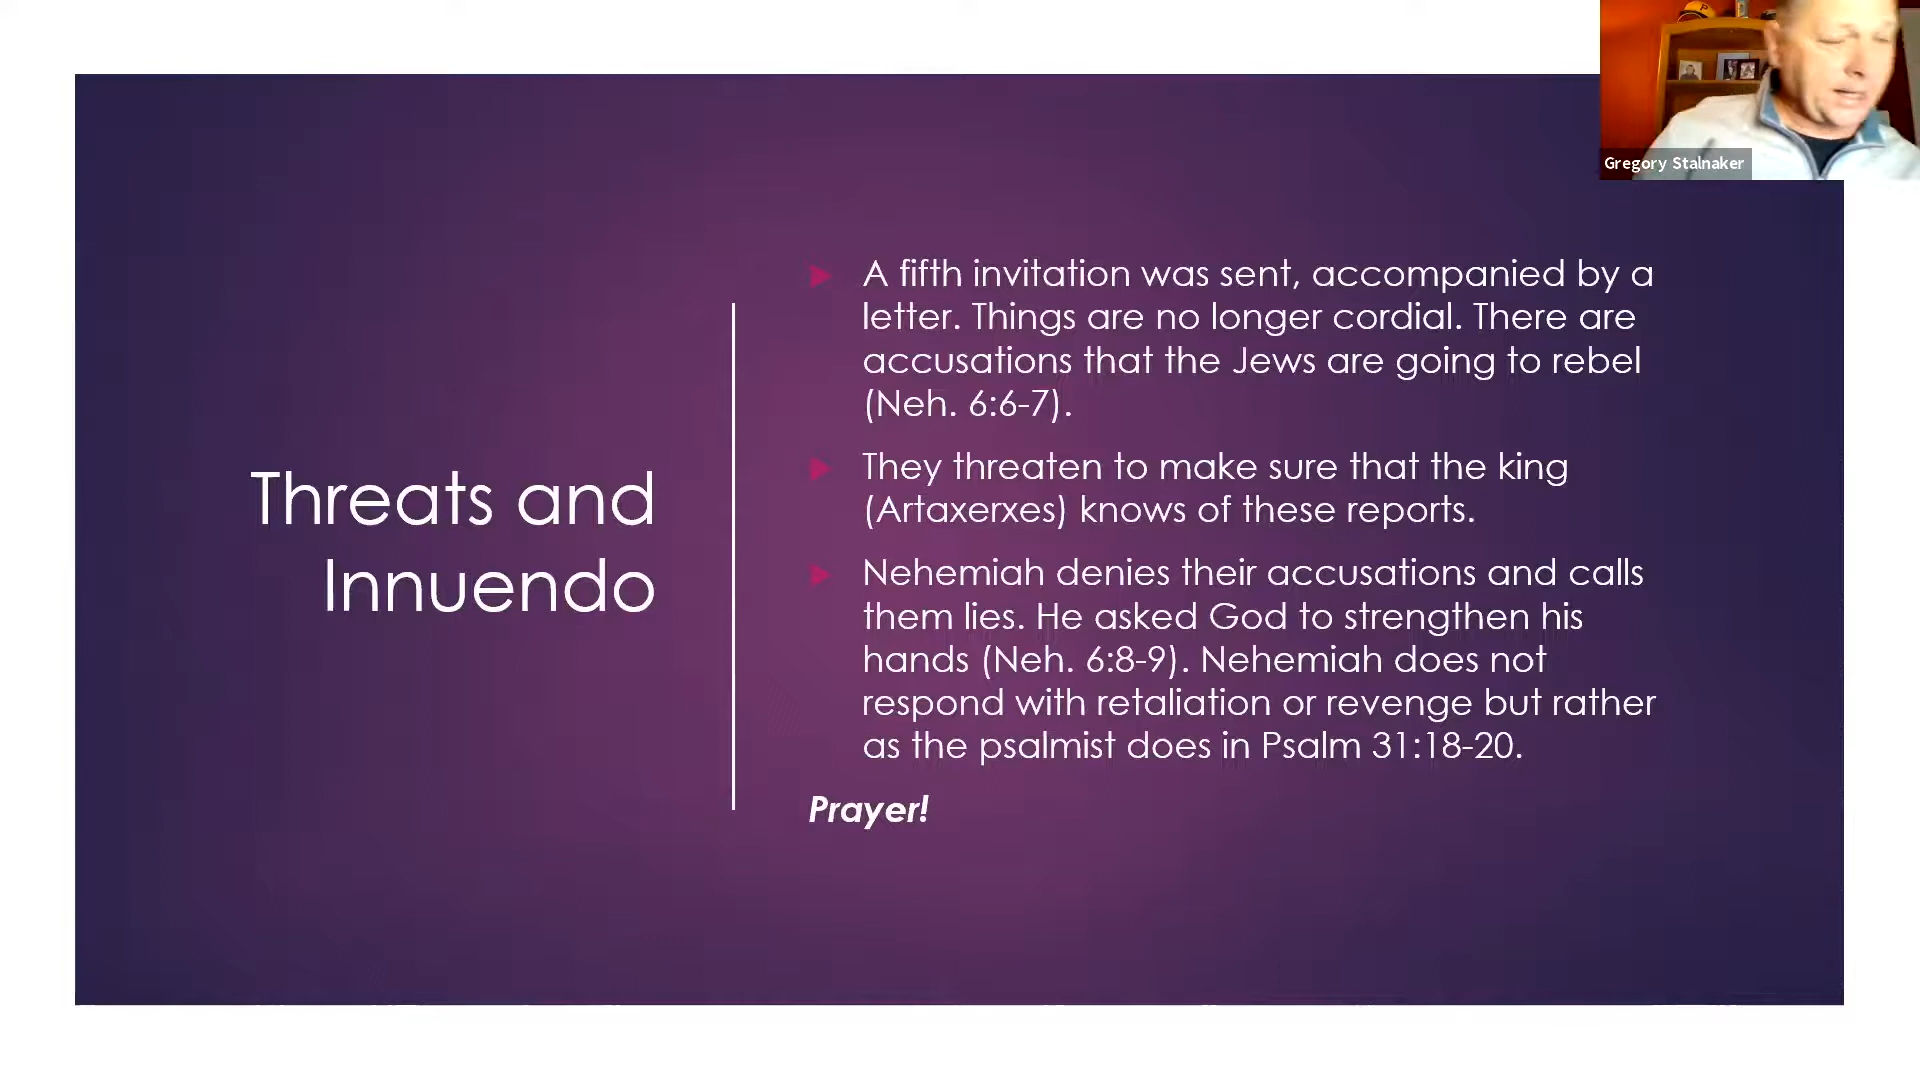 Gregory Stalnaker
Threats and
Innuendo
A fifth invitation was sent, accompanied by a
letter. Things are no longer cordial. There are
accusations that the Jews are going to rebel
(Neh. 6:6-7).
They threaten to make sure that the king
(Artaxerxes) knows of these reports.
Nehemiah denies their accusations and calls
them lies. He asked God to strengthen his
hands (Neh. 6:8-9). Nehemiah does not
respond with retaliation or revenge but rather
as the psalmist does in Psalm 31:18-20.
Prayer!